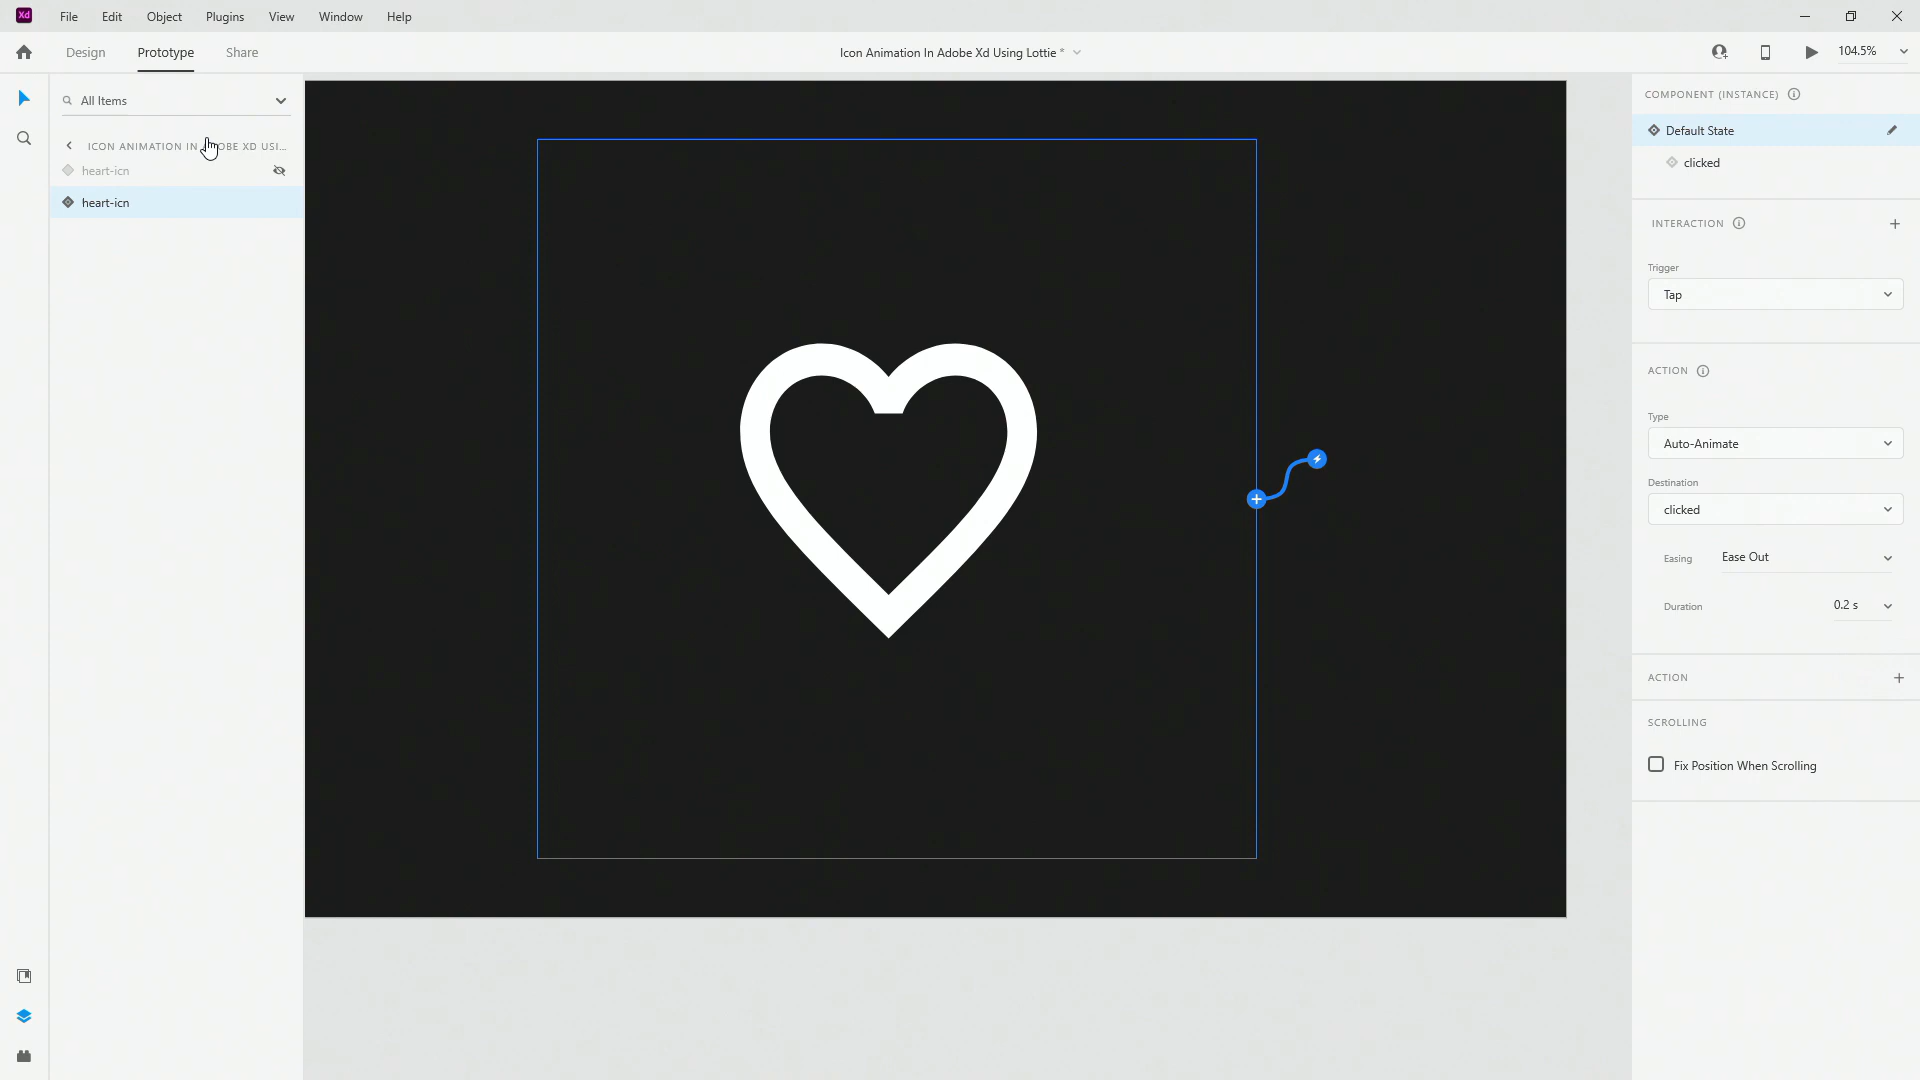 Xd File Edit Object Plugins View Window Help
Design Prototype Share Icon Animation In Adobe Xd Using Lottie * 104.5%
All Items
ICON ANIMATION IN OBE XD USI...
heart-icn
heart-icn
COMPONENT (INSTANCE)
Default State
clicked
INTERACTION
Trigger
Tap
ACTION
Type
Auto-Animate
Destination
clicked
Easing Ease Out
Duration 0.2 s
ACTION
SCROLLING
Fix Position When Scrolling